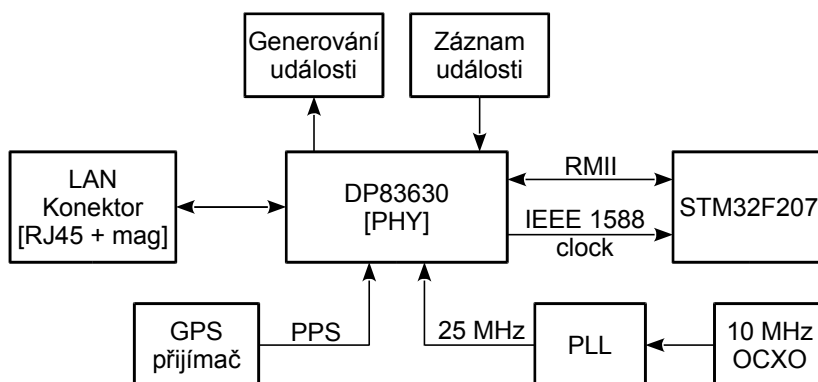 Generování
události
Záznam
události
LAN
Konektor
[RJ45 + mag]
DP83630
[PHY]
RMII
IEEE 1588
clock
STM32F207
GPS
přijímač
PPS
25 MHz
PLL
10 MHz
OCXO